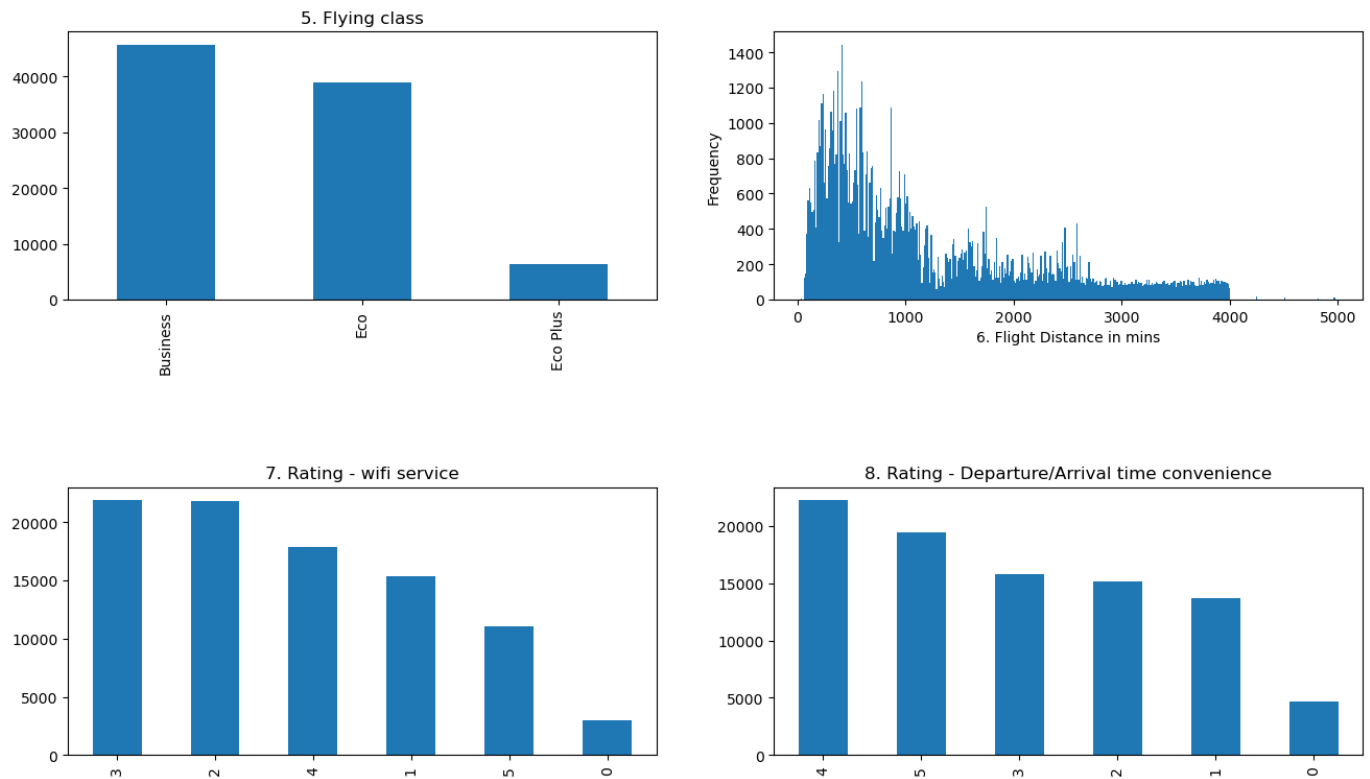 5. Flying class
40000
30000
20000
10000
0
Business
Eco
Eco Plus
Frequency
1400
1200
1000
800
600
400
200
0
0 1000 2000 3000 4000 5000
6. Flight Distance in mins
7. Rating - wifi service
20000
15000
10000
5000
0
3 2 4 1 5 0
8. Rating - Departure/Arrival time convenience
20000
15000
10000
5000
0
4 5 3 2 1 0